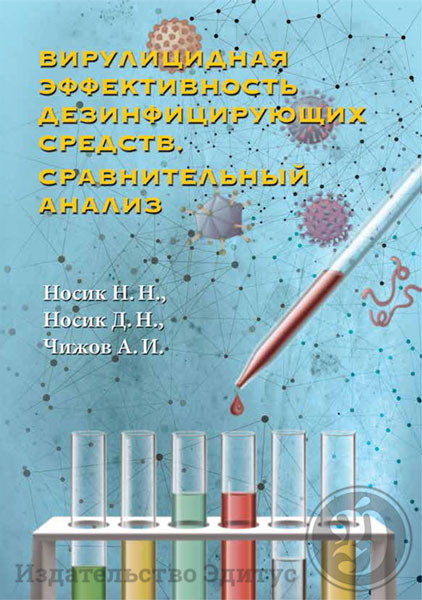 ВИРУЛИЦИДНАЯ
ЭФФЕКТИВНОСТЬ
ДЕЗИНФИЦИРУЮЩИХ
СРЕДСТВ.
СРАВНИТЕЛЬНЫЙ
АНАЛИЗ
Носик Н. Н.,
Носик Д. Н.,
Чижов А. И.
Издательство Эдитус